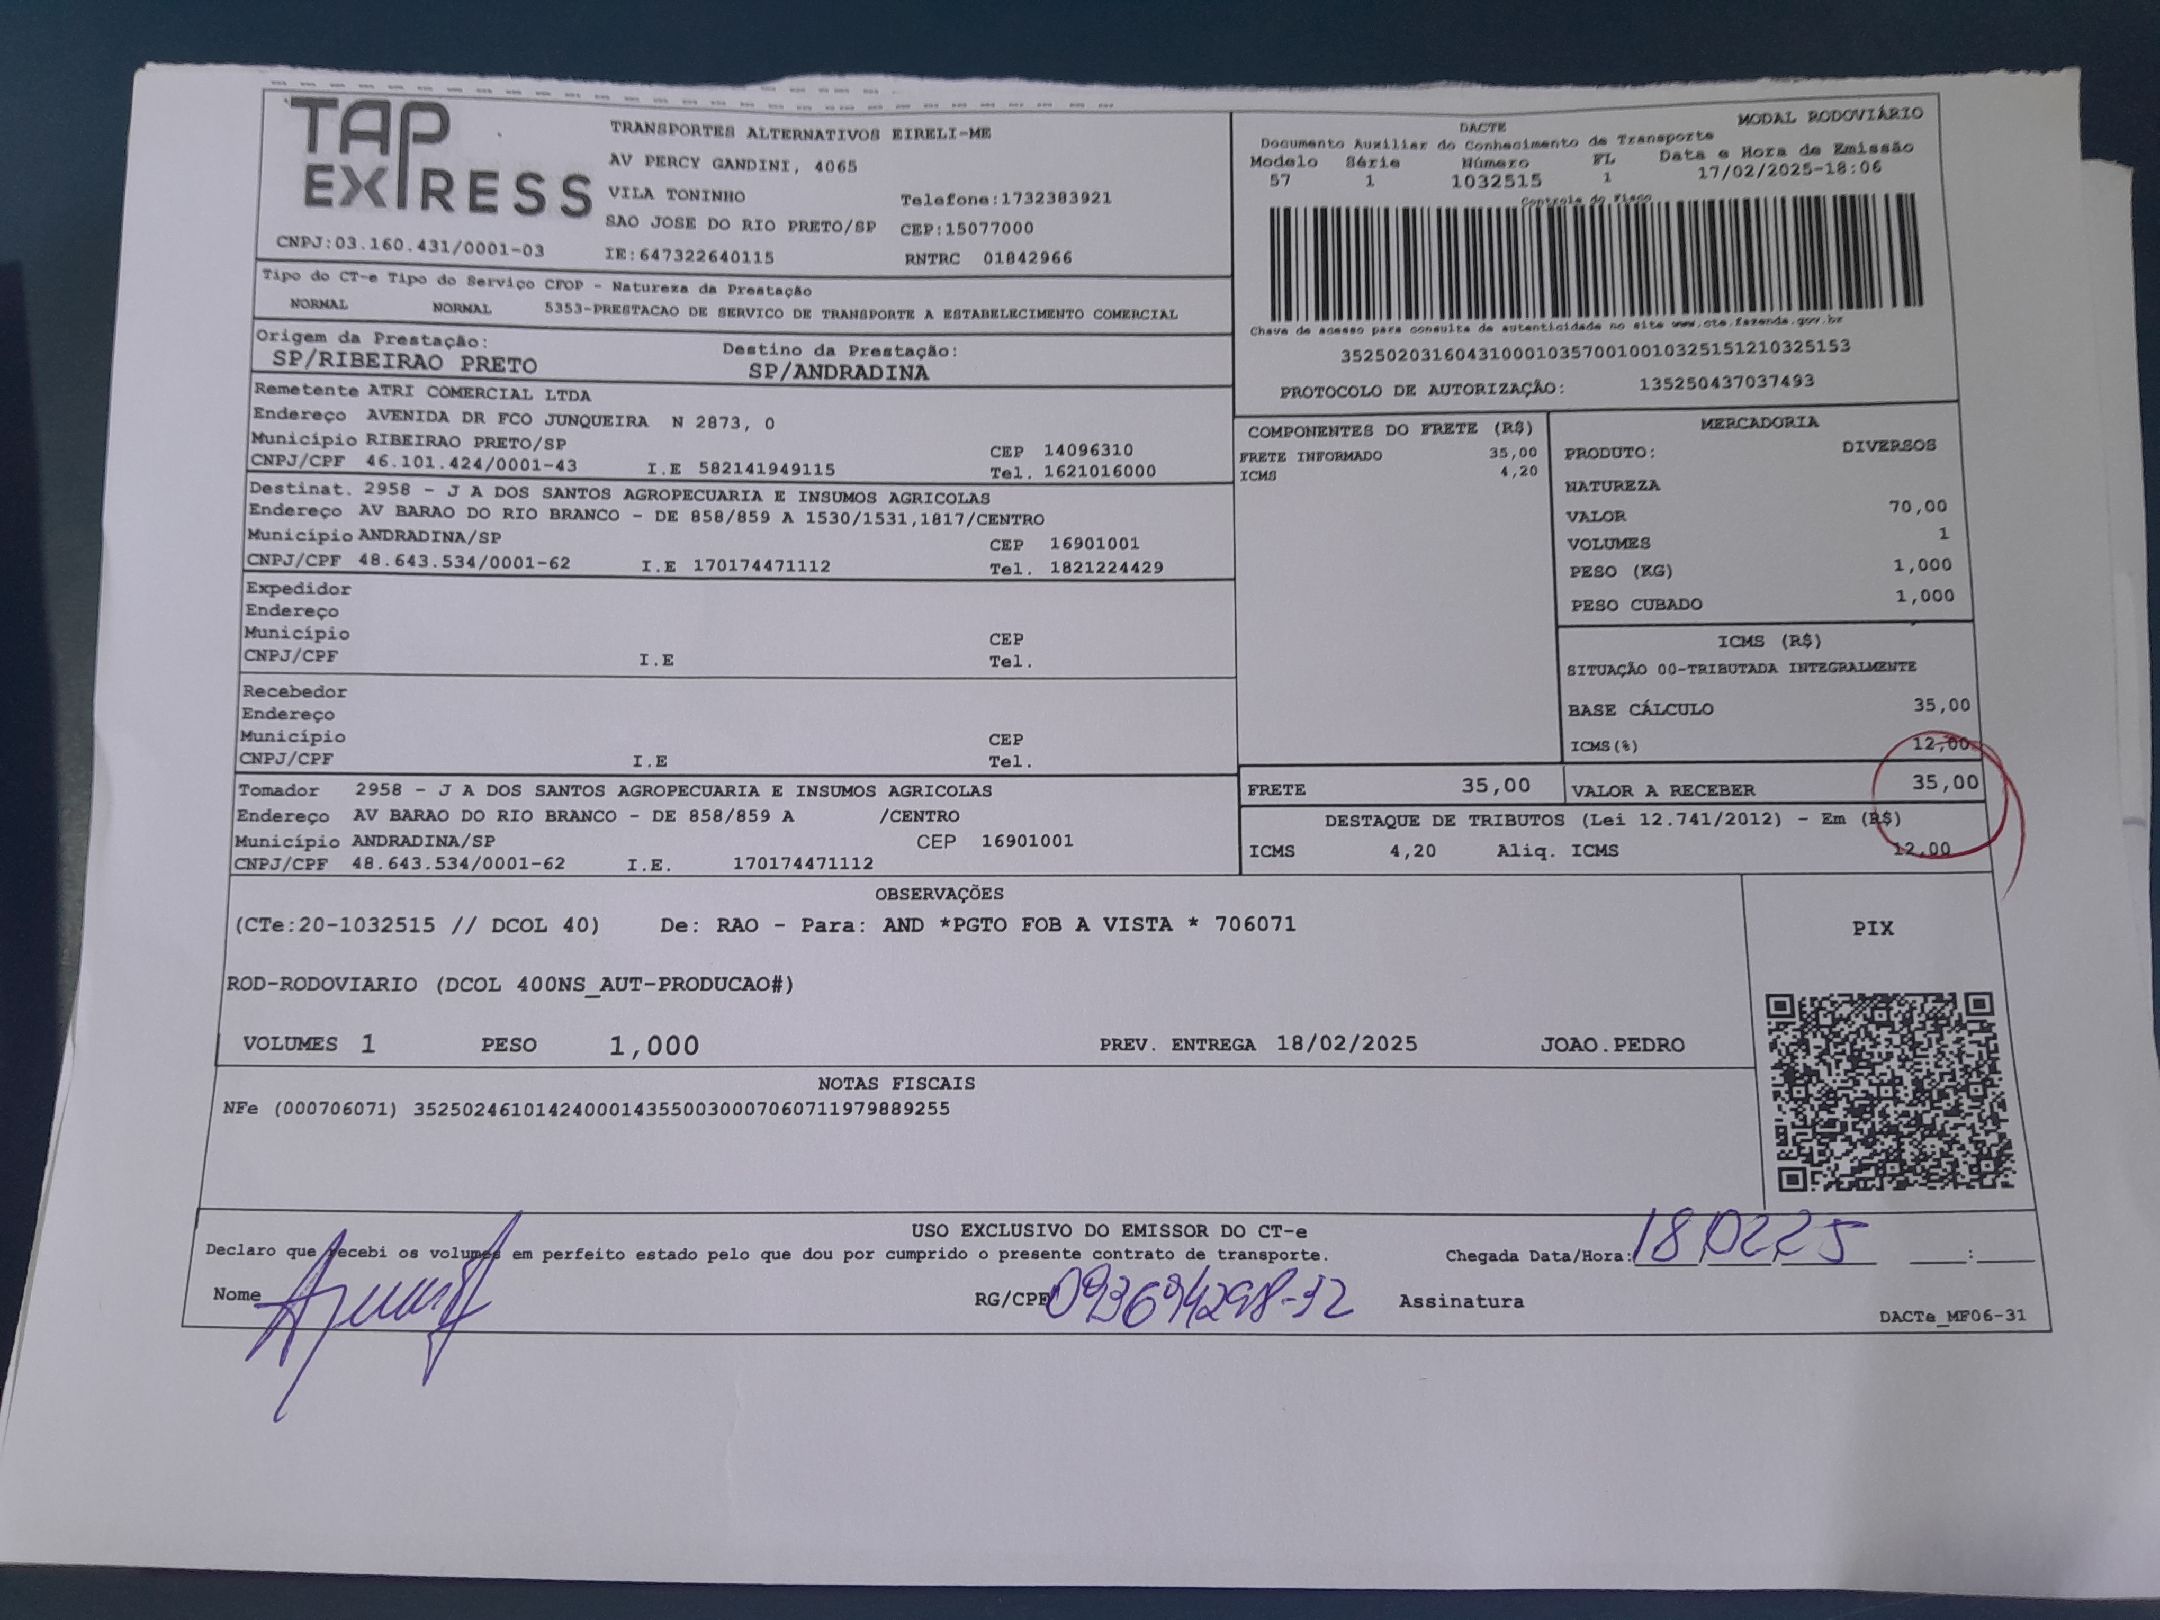 TAP EXPRESS
TRANSPORTES ALTERNATIVOS EIRELI-ME
AV PERCY GANDINI, 4065
VILA TONINHO Telefone:1732383921
SAO JOSE DO RIO PRETO/SP CEP:15077000
CNPJ:03.160.431/0001-03 IE:647322640115 RNTRC 01842966
Tipo do CT-e Tipo do Serviço CFOP - Natureza da Prestação
NORMAL NORMAL 5353-PRESTACAO DE SERVICO DE TRANSPORTE A ESTABELECIMENTO COMERCIAL
Origem da Prestação: Destino da Prestação:
SP/RIBEIRAO PRETO SP/ANDRADINA
Remetente ATRI COMERCIAL LTDA
Endereço AVENIDA DR FCO JUNQUEIRA N 2873, 0
Município RIBEIRAO PRETO/SP CEP 14096310
CNPJ/CPF 46.101.424/0001-43 I.E 582141949115 Tel. 1621016000
Destinat. 2958 - J A DOS SANTOS AGROPECUARIA E INSUMOS AGRICOLAS
Endereço AV BARAO DO RIO BRANCO - DE 858/859 A 1530/1531,1817/CENTRO
Município ANDRADINA/SP CEP 16901001
CNPJ/CPF 48.643.534/0001-62 I.E 170174471112 Tel. 1821224429
Expedidor
Endereço
Município CEP
CNPJ/CPF I.E Tel.
Recebedor
Endereço
Município CEP
CNPJ/CPF I.E Tel.
Tomador 2958 - J A DOS SANTOS AGROPECUARIA E INSUMOS AGRICOLAS
Endereço AV BARAO DO RIO BRANCO - DE 858/859 A /CENTRO
Município ANDRADINA/SP CEP 16901001
CNPJ/CPF 48.643.534/0001-62 I.E. 170174471112
DACTE MODAL RODOVIÁRIO
Documento Auxiliar do Conhecimento de Transporte
Modelo Série Número FL Data e Hora de Emissão
57 1 1032515 1 17/02/2025-18:06
Controle do Fisco
Chave de acesso para consulta de autenticidade no site www.cte.fazenda.gov.br
35250203160431000103570010010325151210325153
PROTOCOLO DE AUTORIZAÇÃO: 135250437037493
COMPONENTES DO FRETE (R$)
FRETE INFORMADO 35,00
ICMS 4,20
MERCADORIA
PRODUTO: DIVERSOS
NATUREZA
VALOR 70,00
VOLUMES 1
PESO (KG) 1,000
PESO CUBADO 1,000
ICMS (R$)
SITUAÇÃO 00-TRIBUTADA INTEGRALMENTE
BASE CÁLCULO 35,00
ICMS(%) 12,00
FRETE 35,00 VALOR A RECEBER 35,00
DESTAQUE DE TRIBUTOS (Lei 12.741/2012) - Em (R$)
ICMS 4,20 Aliq. ICMS 12,00
OBSERVAÇÕES
(CTe:20-1032515 // DCOL 40) De: RAO - Para: AND *PGTO FOB A VISTA * 706071
ROD-RODOVIARIO (DCOL 400NS_AUT-PRODUCAO#)
VOLUMES 1 PESO 1,000 PREV. ENTREGA 18/02/2025 JOAO.PEDRO
PIX
NOTAS FISCAIS
NFe (000706071) 35250246101424000143550030007060711979889255
USO EXCLUSIVO DO EMISSOR DO CT-e
Declaro que recebi os volumes em perfeito estado pelo que dou por cumprido o presente contrato de transporte. Chegada Data/Hora: 18 02 25 :
Nome RG/CPF 093694298-32 Assinatura
DACTe_MF06-31